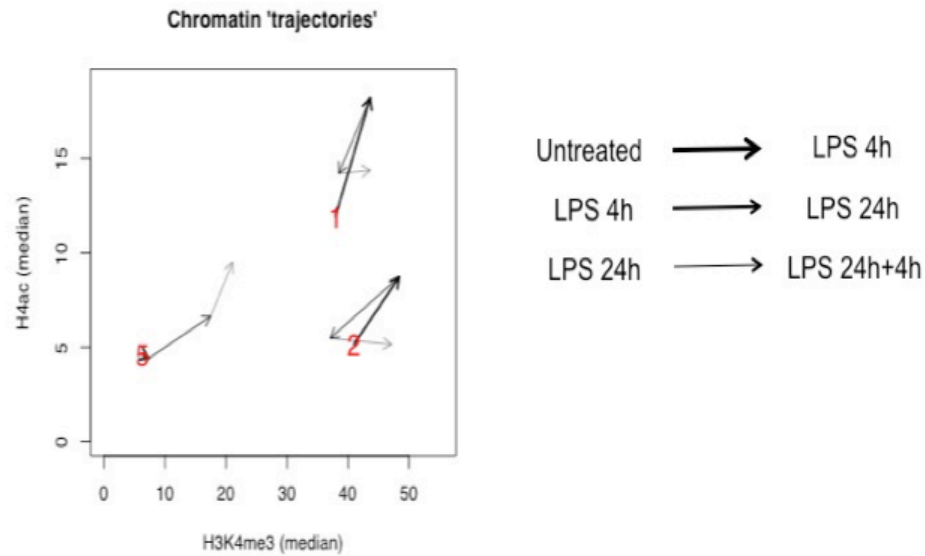 Chromatin 'trajectories'
H4ac (median)
15
10
5
0
1
2
5
0 10 20 30 40 50
H3K4me3 (median)
Untreated LPS 4h
LPS 4h LPS 24h
LPS 24h LPS 24h+4h